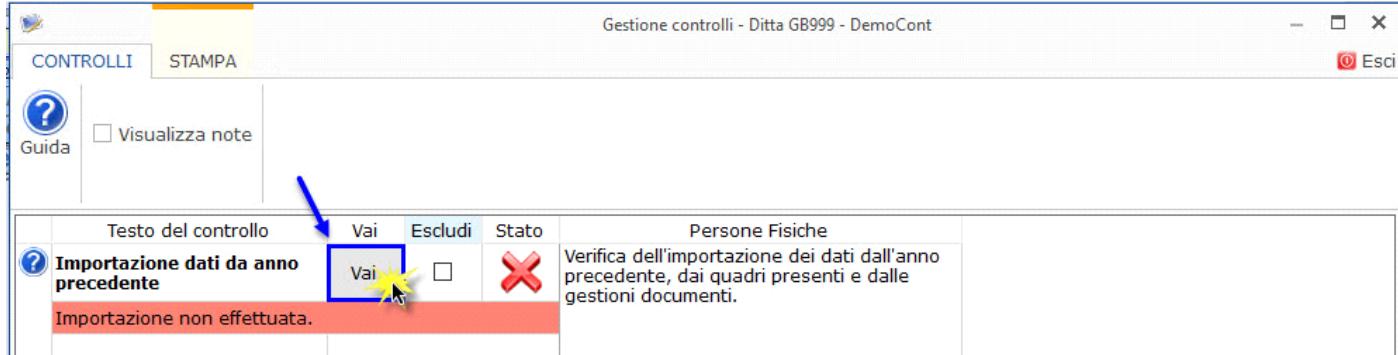 Gestione controlli - Ditta GB999 - DemoCont
CONTROLLI STAMPA
Esci
Guida
Visualizza note
Testo del controllo Vai Escludi Stato Persone Fisiche
Importazione dati da anno
precedente
Vai
Verifica dell'importazione dei dati dall'anno
precedente, dai quadri presenti e dalle
gestioni documenti.
Importazione non effettuata.